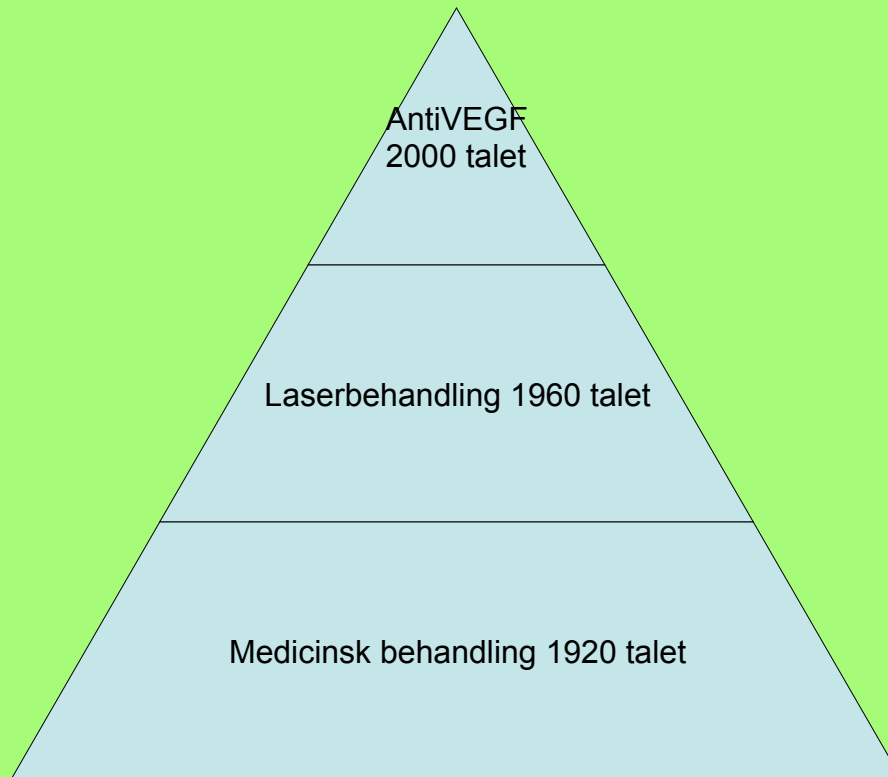 AntiVEGF
2000 talet
Laserbehandling 1960 talet
Medicinsk behandling 1920 talet